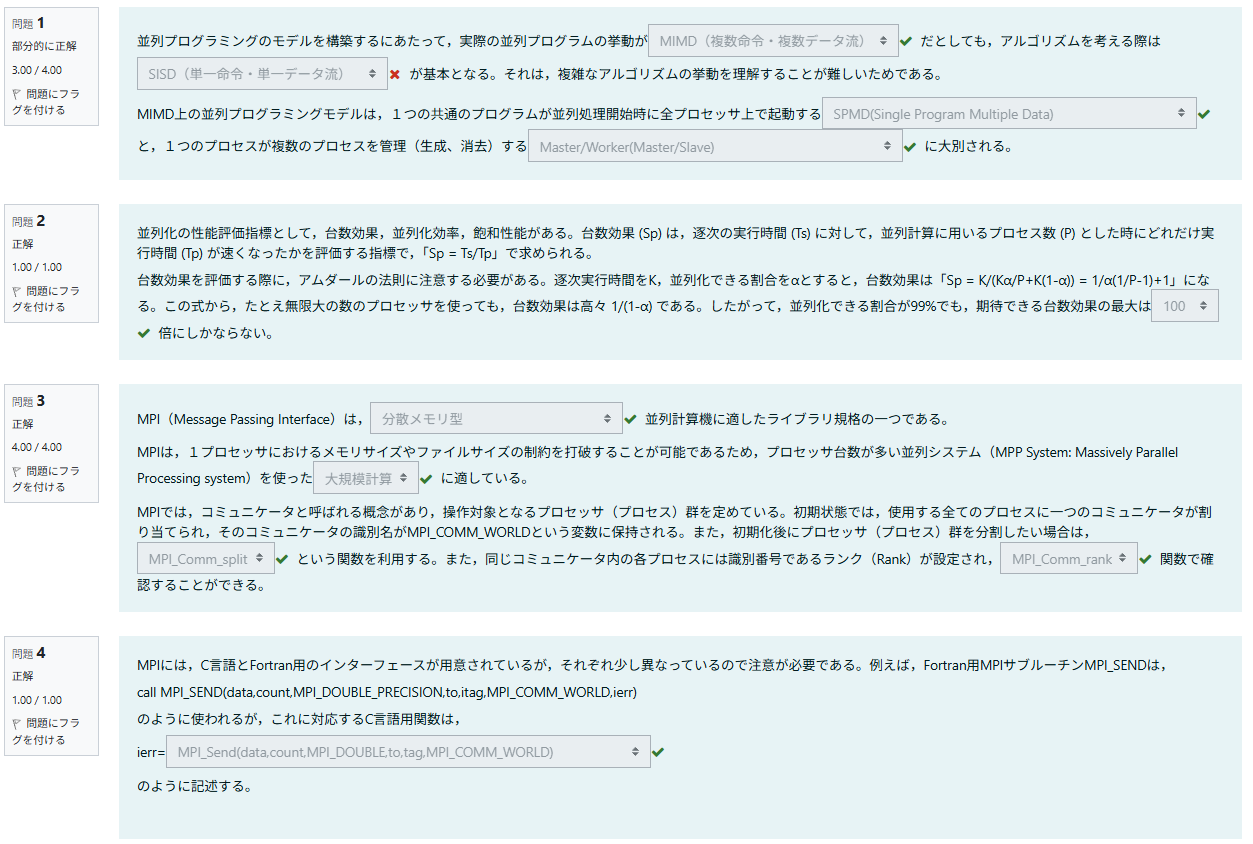 問題 1
部分的に正解
3.00 / 4.00
問題にフラ
グを付ける
並列プログラミングのモデルを構築するにあたって，実際の並列プログラムの挙動が MIMD（複数命令・複数データ流） だとしても，アルゴリズムを考える際は
SISD（単一命令・単一データ流） が基本となる。それは，複雑なアルゴリズムの挙動を理解することが難しいためである。
MIMD上の並列プログラミングモデルは，１つの共通のプログラムが並列処理開始時に全プロセッサ上で起動する SPMD(Single Program Multiple Data)
と，１つのプロセスが複数のプロセスを管理（生成、消去）する Master/Worker(Master/Slave) に大別される。
問題 2
正解
1.00 / 1.00
問題にフラ
グを付ける
並列化の性能評価指標として，台数効果，並列化効率，飽和性能がある。台数効果 (Sp) は，逐次の実行時間 (Ts) に対して，並列計算に用いるプロセス数 (P) とした時にどれだけ実
行時間 (Tp) が速くなったかを評価する指標で，「Sp = Ts/Tp」で求められる。
台数効果を評価する際に，アムダールの法則に注意する必要がある。逐次実行時間をK，並列化できる割合をαとすると，台数効果は「Sp = K/(Kα/P+K(1-α)) = 1/α(1/P-1)+1」にな
る。この式から，たとえ無限大の数のプロセッサを使っても，台数効果は高々 1/(1-α) である。したがって，並列化できる割合が99%でも，期待できる台数効果の最大は 100
倍にしかならない。
問題 3
正解
4.00 / 4.00
問題にフラ
グを付ける
MPI（Message Passing Interface）は， 分散メモリ型 並列計算機に適したライブラリ規格の一つである。
MPIは，１プロセッサにおけるメモリサイズやファイルサイズの制約を打破することが可能であるため，プロセッサ台数が多い並列システム（MPP System: Massively Parallel
Processing system）を使った 大規模計算 に適している。
MPIでは，コミュニケータと呼ばれる概念があり，操作対象となるプロセッサ（プロセス）群を定めている。初期状態では，使用する全てのプロセスに一つのコミュニケータが割
り当てられ，そのコミュニケータの識別名がMPI_COMM_WORLDという変数に保持される。また，初期化後にプロセッサ（プロセス）群を分割したい場合は，
MPI_Comm_split という関数を利用する。また，同じコミュニケータ内の各プロセスには識別番号であるランク（Rank）が設定され， MPI_Comm_rank 関数で確
認することができる。
問題 4
正解
1.00 / 1.00
問題にフラ
グを付ける
MPIには，C言語とFortran用のインターフェースが用意されているが，それぞれ少し異なっているので注意が必要である。例えば，Fortran用MPIサブルーチンMPI_SENDは，
call MPI_SEND(data,count,MPI_DOUBLE_PRECISION,to,itag,MPI_COMM_WORLD,ierr)
のように使われるが，これに対応するC言語用関数は，
ierr= MPI_Send(data,count,MPI_DOUBLE,to,tag,MPI_COMM_WORLD)
のように記述する。